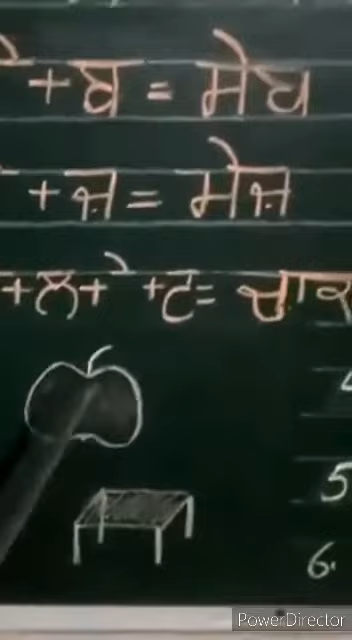 ੇ + ਘ = ਮੇਘ
+ ਜ਼ = ਮੇਜ਼
+ ਲ + ੇ + ਟ = ਚਾਕ
5
6.
PowerDirector